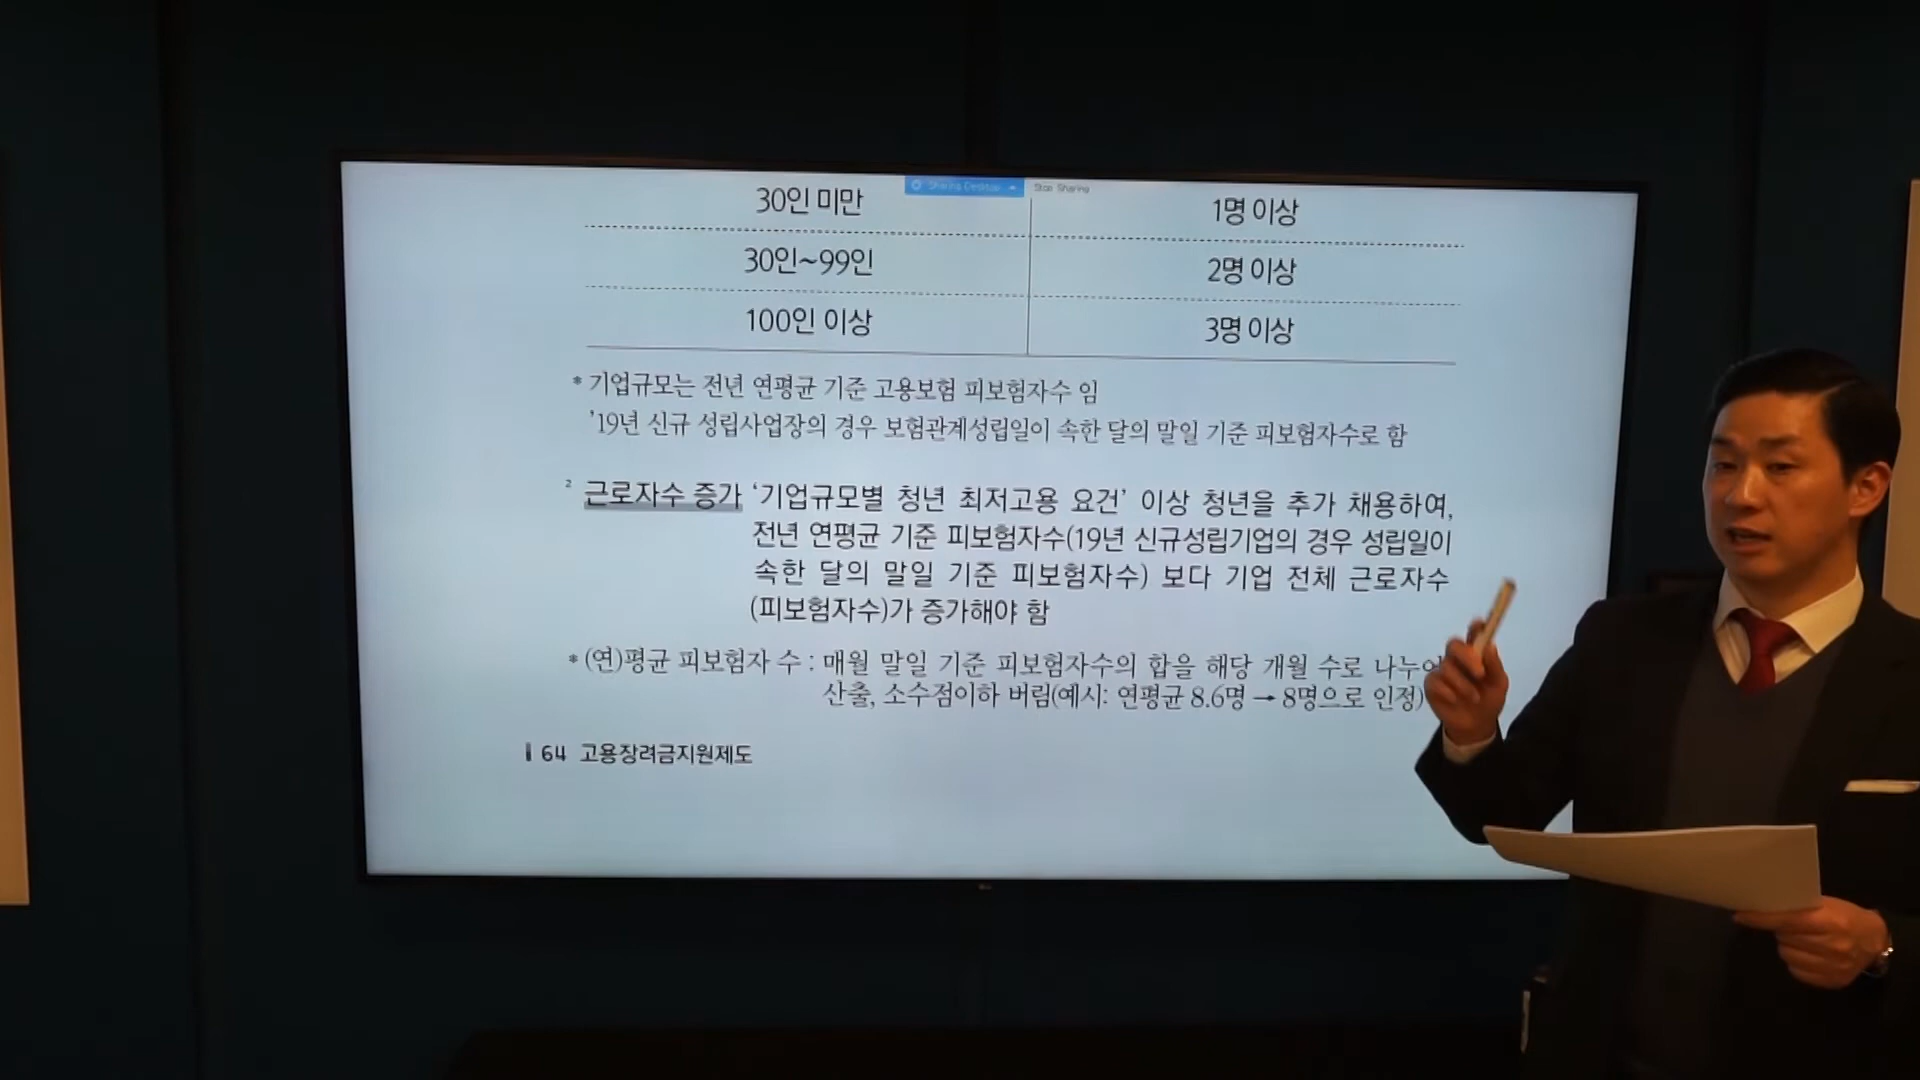 Sharing Desktop Stop Sharing
30인 미만 1명 이상
30인~99인 2명 이상
100인 이상 3명 이상
* 기업규모는 전년 연평균 기준 고용보험 피보험자수 임
'19년 신규 성립사업장의 경우 보험관계성립일이 속한 달의 말일 기준 피보험자수로 함
2 근로자수 증가 ‘기업규모별 청년 최저고용 요건’ 이상 청년을 추가 채용하여,
전년 연평균 기준 피보험자수(19년 신규성립기업의 경우 성립일이
속한 달의 말일 기준 피보험자수) 보다 기업 전체 근로자수
(피보험자수)가 증가해야 함
* (연)평균 피보험자 수 : 매월 말일 기준 피보험자수의 합을 해당 개월 수로 나누어
산출, 소수점이하 버림(예시: 연평균 8.6명 → 8명으로 인정)
64 고용장려금지원제도